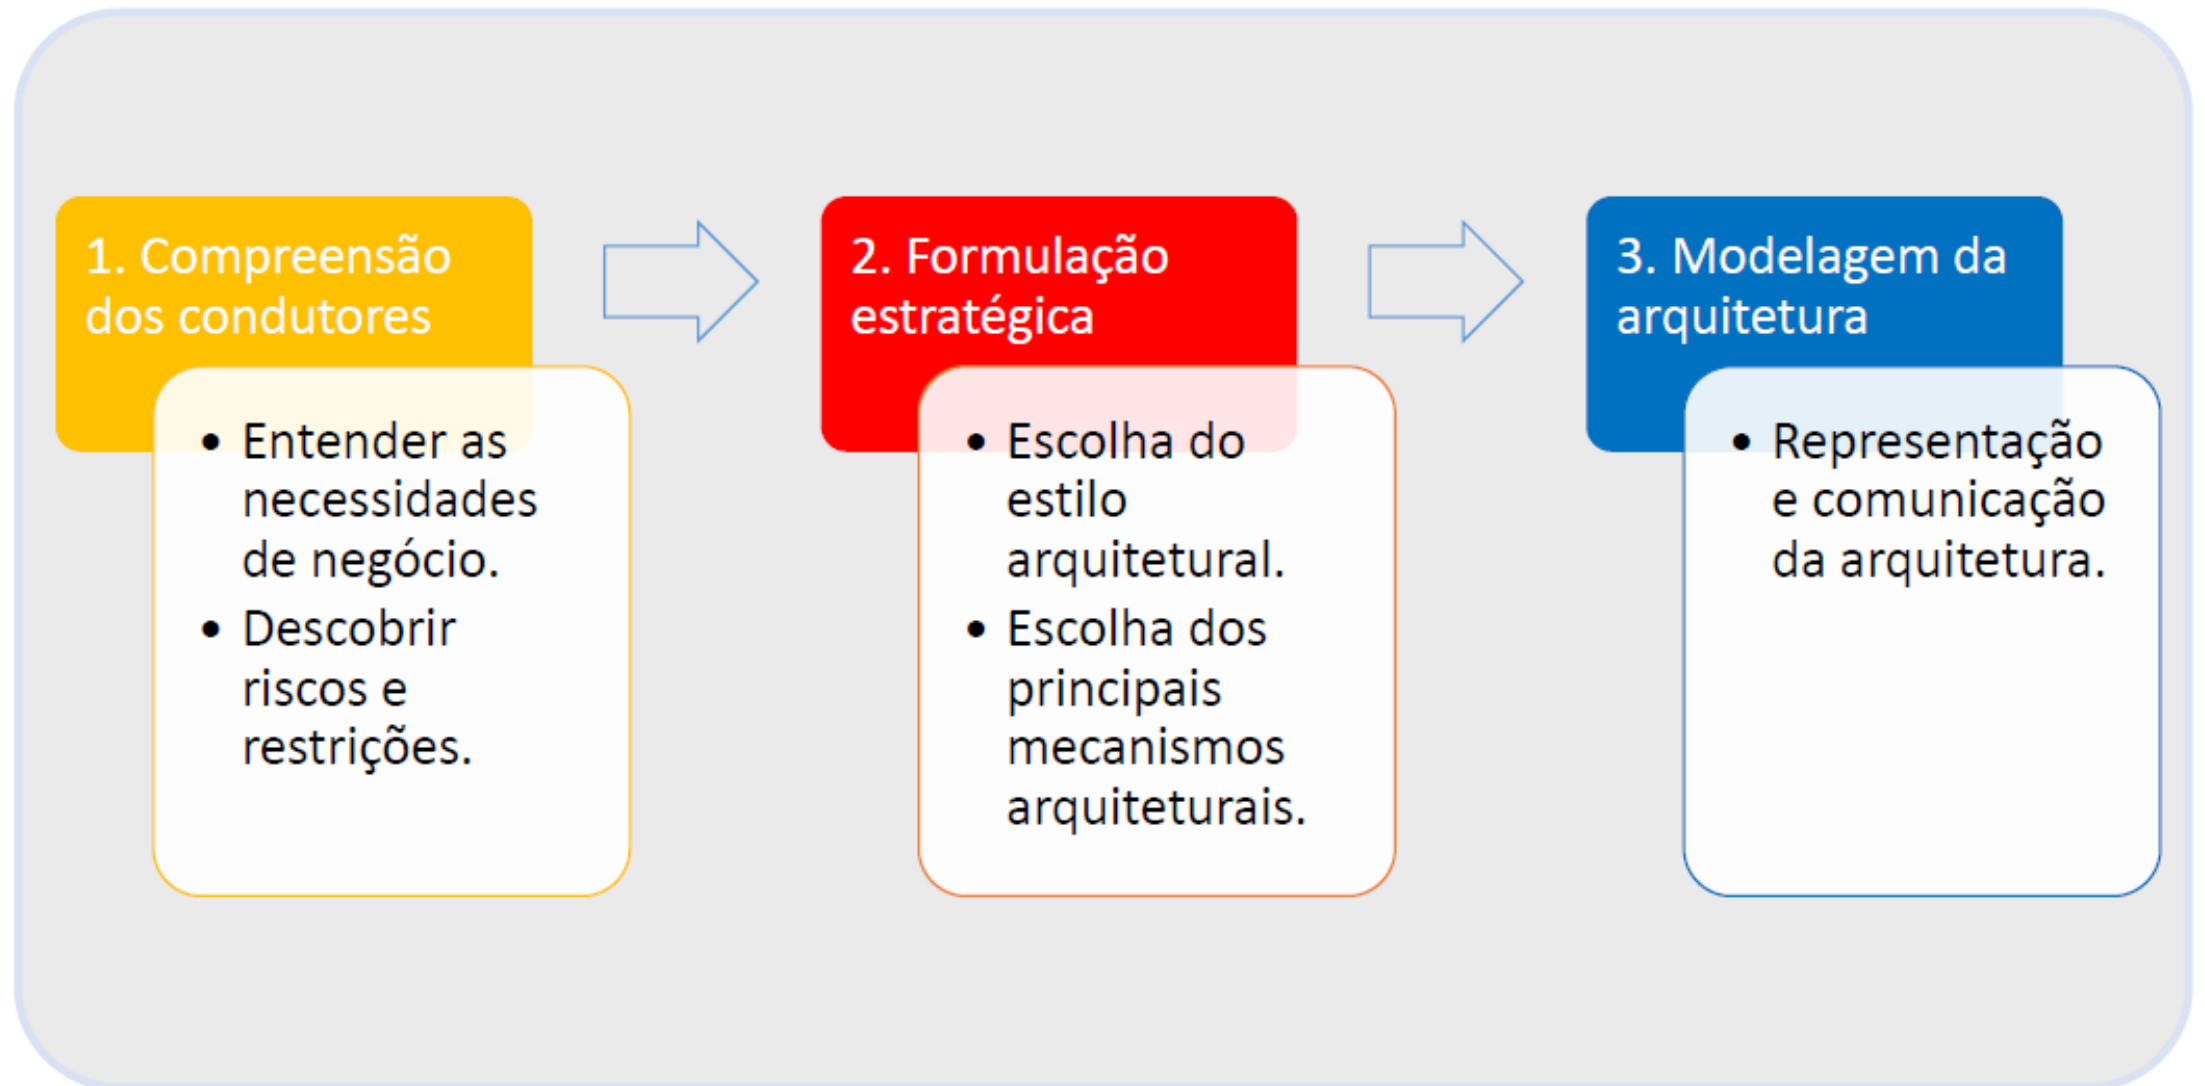 1. Compreensão
dos condutores
• Entender as
necessidades
de negócio.
• Descobrir
riscos e
restrições.
2. Formulação
estratégica
• Escolha do
estilo
arquitetural.
• Escolha dos
principais
mecanismos
arquiteturais.
3. Modelagem da
arquitetura
• Representação
e comunicação
da arquitetura.